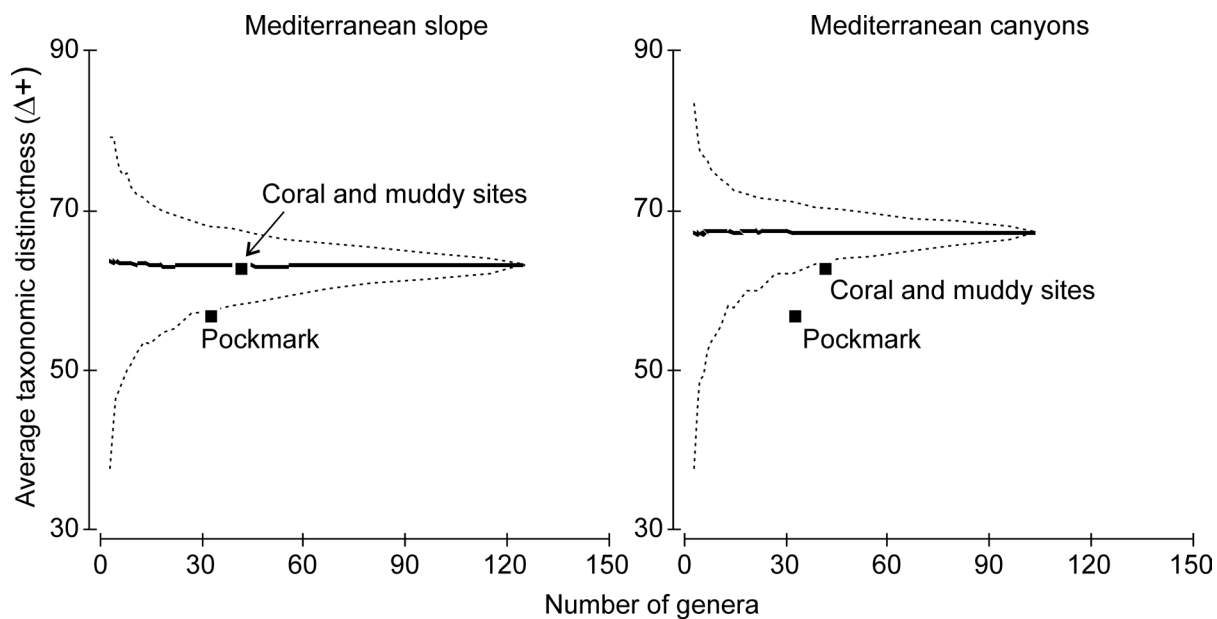 Mediterranean slope
Mediterranean canyons
Average taxonomic distinctness (Δ+)
90
70
50
30
Coral and muddy sites
Pockmark
0 30 60 90 120 150
90
70
50
30
Coral and muddy sites
Pockmark
0 30 60 90 120 150
Number of genera